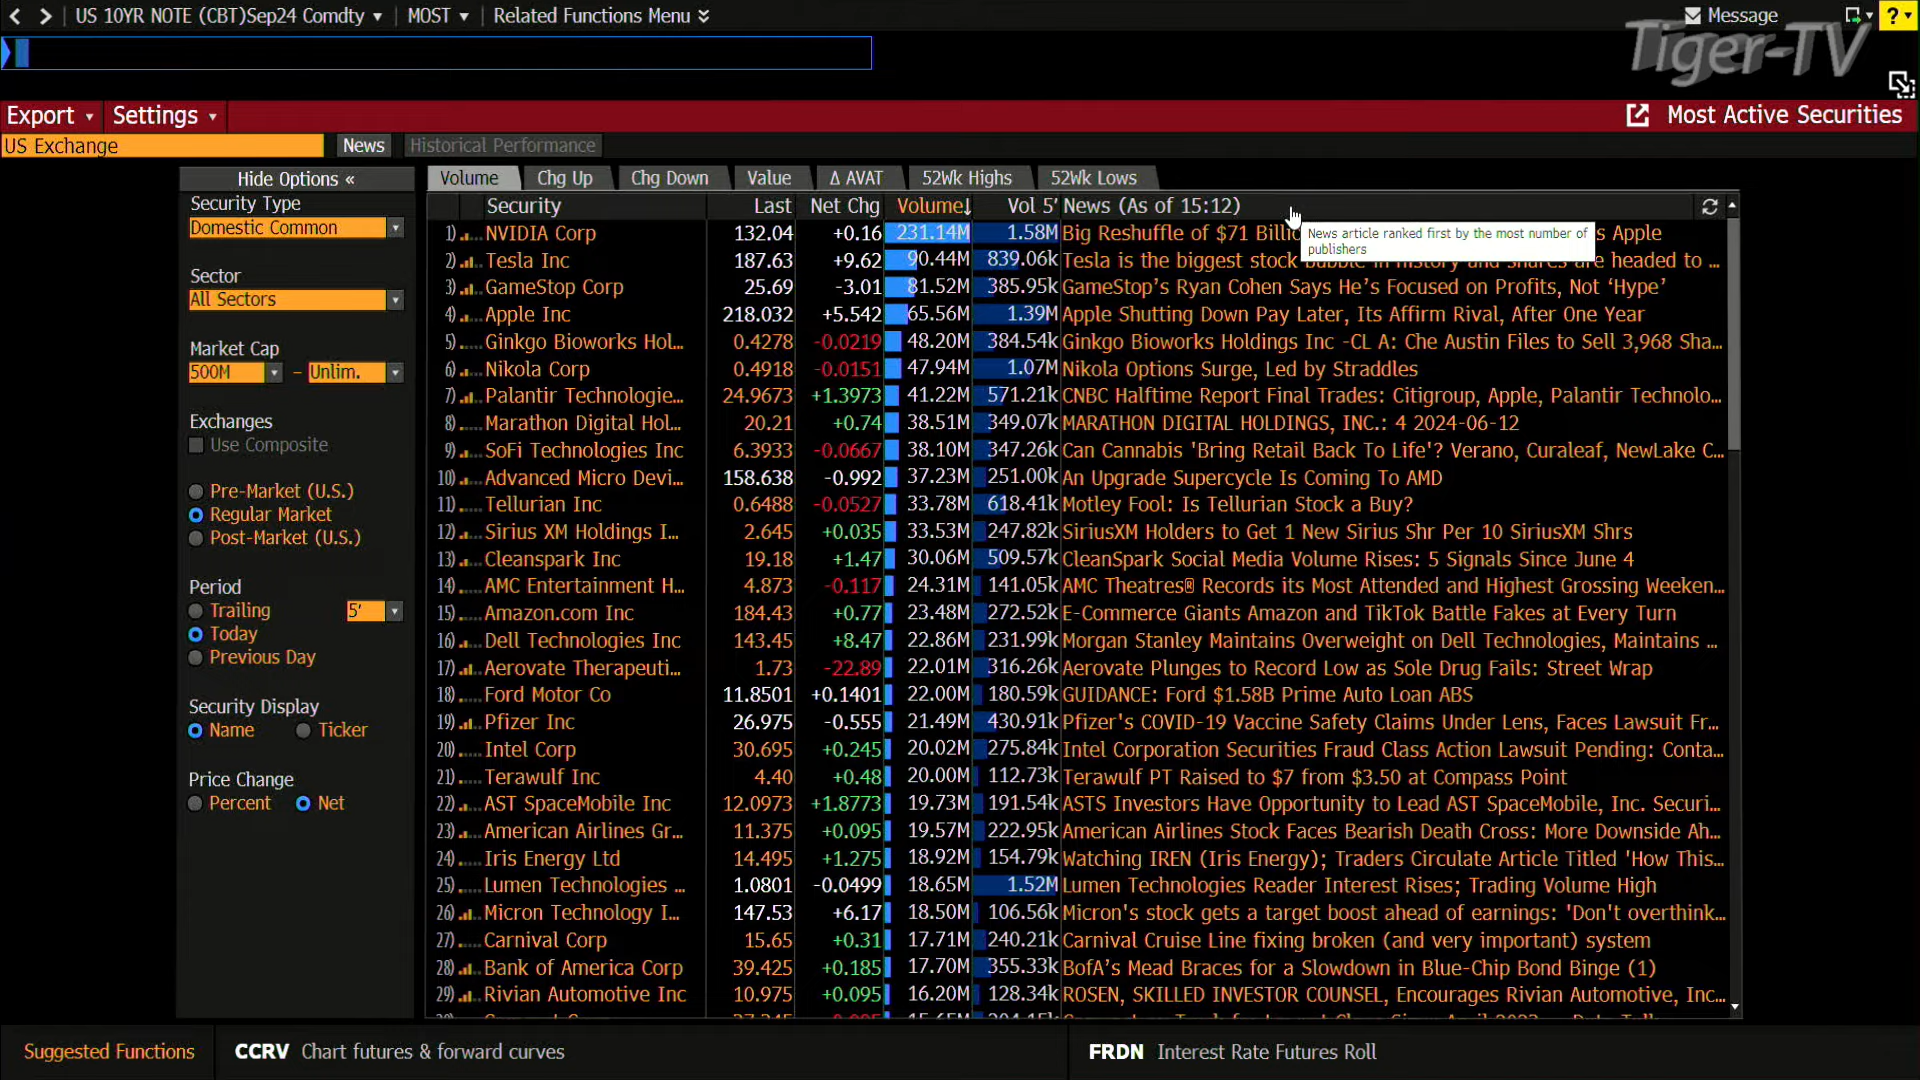 US 10YR NOTE (CBT)Sep24 Comdty MOST Related Functions Menu Message ?
Tiger-TV
Export Settings Most Active Securities
US Exchange News Historical Performance
Hide Options «
Security Type
Domestic Common
Sector
All Sectors
Market Cap
500M - Unlim.
Exchanges
Use Composite
Pre-Market (U.S.)
Regular Market
Post-Market (U.S.)
Period
Trailing 5'
Today
Previous Day
Security Display
Name Ticker
Price Change
Percent Net
Volume Chg Up Chg Down Value Δ AVAT 52Wk Highs 52Wk Lows
Security Last Net Chg Volume↓ Vol 5' News (As of 15:12)
News article ranked first by the most number of
publishers
1) NVIDIA Corp 132.04 +0.16 231.14M 1.58M Big Reshuffle of $71 Billi s Apple
2) Tesla Inc 187.63 +9.62 90.44M 839.06k Tesla is the biggest stock bubble in history and shares are headed to ...
3) GameStop Corp 25.69 -3.01 81.52M 385.95k GameStop's Ryan Cohen Says He's Focused on Profits, Not 'Hype'
4) Apple Inc 218.032 +5.542 65.56M 1.39M Apple Shutting Down Pay Later, Its Affirm Rival, After One Year
5) Ginkgo Bioworks Hol... 0.4278 -0.0219 48.20M 384.54k Ginkgo Bioworks Holdings Inc -CL A: Che Austin Files to Sell 3,968 Sha...
6) Nikola Corp 0.4918 -0.0151 47.94M 1.07M Nikola Options Surge, Led by Straddles
7) Palantir Technologie... 24.9673 +1.3973 41.22M 571.21k CNBC Halftime Report Final Trades: Citigroup, Apple, Palantir Technolo...
8) Marathon Digital Hol... 20.21 +0.74 38.51M 349.07k MARATHON DIGITAL HOLDINGS, INC.: 4 2024-06-12
9) SoFi Technologies Inc 6.3933 -0.0667 38.10M 347.26k Can Cannabis 'Bring Retail Back To Life'? Verano, Curaleaf, NewLake C...
10) Advanced Micro Devi... 158.638 -0.992 37.23M 251.00k An Upgrade Supercycle Is Coming To AMD
11) Tellurian Inc 0.6488 -0.0527 33.78M 618.41k Motley Fool: Is Tellurian Stock a Buy?
12) Sirius XM Holdings I... 2.645 +0.035 33.53M 247.82k SiriusXM Holders to Get 1 New Sirius Shr Per 10 SiriusXM Shrs
13) Cleanspark Inc 19.18 +1.47 30.06M 509.57k CleanSpark Social Media Volume Rises: 5 Signals Since June 4
14) AMC Entertainment H... 4.873 -0.117 24.31M 141.05k AMC Theatres® Records its Most Attended and Highest Grossing Weeken...
15) Amazon.com Inc 184.43 +0.77 23.48M 272.52k E-Commerce Giants Amazon and TikTok Battle Fakes at Every Turn
16) Dell Technologies Inc 143.45 +8.47 22.86M 231.99k Morgan Stanley Maintains Overweight on Dell Technologies, Maintains ...
17) Aerovate Therapeuti... 1.73 -22.89 22.01M 316.26k Aerovate Plunges to Record Low as Sole Drug Fails: Street Wrap
18) Ford Motor Co 11.8501 +0.1401 22.00M 180.59k GUIDANCE: Ford $1.58B Prime Auto Loan ABS
19) Pfizer Inc 26.975 -0.555 21.49M 430.91k Pfizer's COVID-19 Vaccine Safety Claims Under Lens, Faces Lawsuit Fr...
20) Intel Corp 30.695 +0.245 20.02M 275.84k Intel Corporation Securities Fraud Class Action Lawsuit Pending: Conta...
21) Terawulf Inc 4.40 +0.48 20.00M 112.73k Terawulf PT Raised to $7 from $3.50 at Compass Point
22) AST SpaceMobile Inc 12.0973 +1.8773 19.73M 191.54k ASTS Investors Have Opportunity to Lead AST SpaceMobile, Inc. Securi...
23) American Airlines Gr... 11.375 +0.095 19.57M 222.95k American Airlines Stock Faces Bearish Death Cross: More Downside Ah...
24) Iris Energy Ltd 14.495 +1.275 18.92M 154.79k Watching IREN (Iris Energy); Traders Circulate Article Titled 'How This...
25) Lumen Technologies ... 1.0801 -0.0499 18.65M 1.52M Lumen Technologies Reader Interest Rises; Trading Volume High
26) Micron Technology I... 147.53 +6.17 18.50M 106.56k Micron's stock gets a target boost ahead of earnings: 'Don't overthink...
27) Carnival Corp 15.65 +0.31 17.71M 240.21k Carnival Cruise Line fixing broken (and very important) system
28) Bank of America Corp 39.425 +0.185 17.70M 355.33k BofA's Mead Braces for a Slowdown in Blue-Chip Bond Binge (1)
29) Rivian Automotive Inc 10.975 +0.095 16.20M 128.34k ROSEN, SKILLED INVESTOR COUNSEL, Encourages Rivian Automotive, Inc...
Suggested Functions CCRV Chart futures & forward curves FRDN Interest Rate Futures Roll